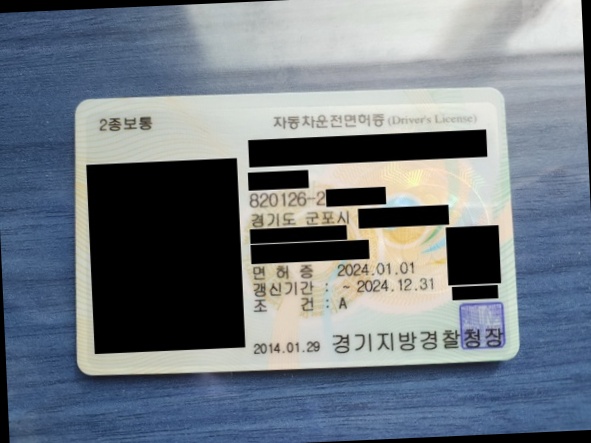 2종보통
자동차운전면허증 (Driver's License)
820126-2
경기도 군포시
면 허 증 2024.01.01
갱신기간 : ~ 2024.12.31
조 건 : A
2014.01.29 경기지방경찰청장